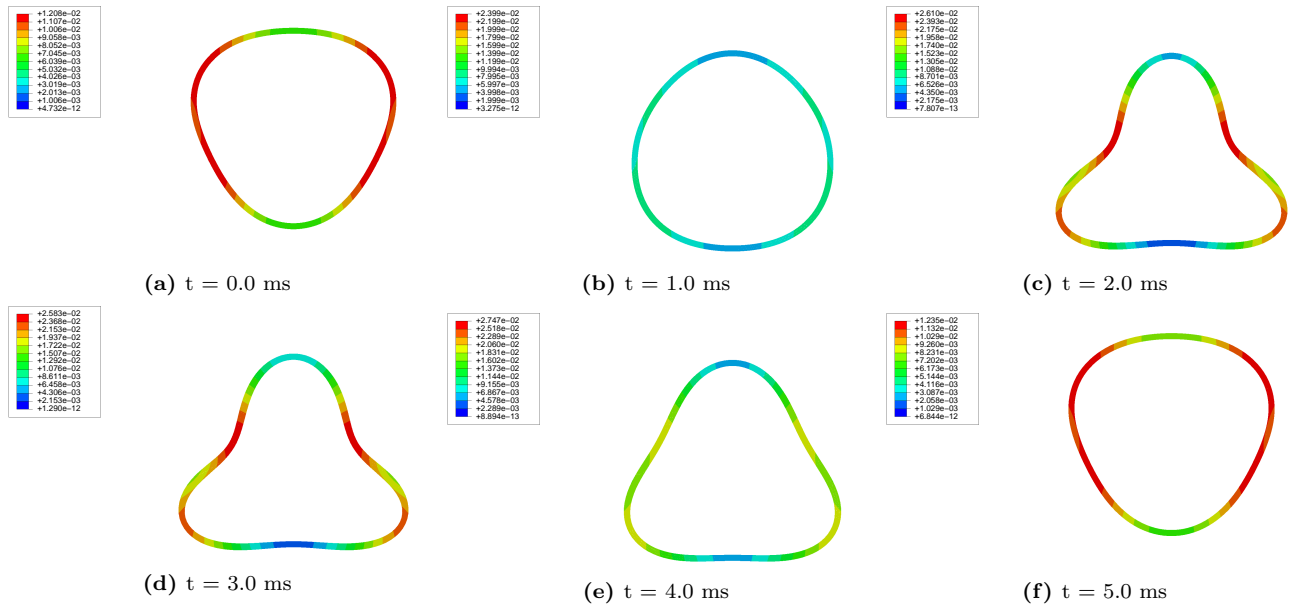 +1.208e-02
+1.107e-02
+1.006e-02
+9.058e-03
+8.052e-03
+7.045e-03
+6.039e-03
+5.032e-03
+4.026e-03
+3.019e-03
+2.013e-03
+1.006e-03
+4.732e-12
(a) t = 0.0 ms
+2.399e-02
+2.199e-02
+1.999e-02
+1.799e-02
+1.599e-02
+1.399e-02
+1.199e-02
+9.994e-03
+7.995e-03
+5.997e-03
+3.998e-03
+1.999e-03
+3.275e-12
(b) t = 1.0 ms
+2.610e-02
+2.393e-02
+2.175e-02
+1.958e-02
+1.740e-02
+1.523e-02
+1.305e-02
+1.088e-02
+8.701e-03
+6.526e-03
+4.350e-03
+2.175e-03
+7.807e-13
(c) t = 2.0 ms
+2.583e-02
+2.368e-02
+2.153e-02
+1.937e-02
+1.722e-02
+1.507e-02
+1.292e-02
+1.076e-02
+8.611e-03
+6.458e-03
+4.306e-03
+2.153e-03
+1.290e-12
(d) t = 3.0 ms
+2.747e-02
+2.518e-02
+2.289e-02
+2.060e-02
+1.831e-02
+1.602e-02
+1.373e-02
+1.144e-02
+9.155e-03
+6.867e-03
+4.578e-03
+2.289e-03
+8.894e-13
(e) t = 4.0 ms
+1.235e-02
+1.132e-02
+1.029e-02
+9.260e-03
+8.231e-03
+7.202e-03
+6.173e-03
+5.144e-03
+4.116e-03
+3.087e-03
+2.058e-03
+1.029e-03
+6.844e-12
(f) t = 5.0 ms